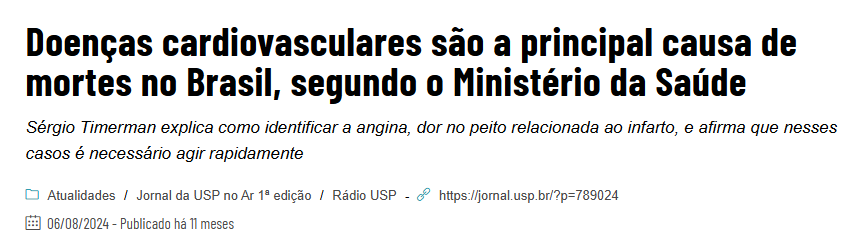 Doenças cardiovasculares são a principal causa de
mortes no Brasil, segundo o Ministério da Saúde
Sérgio Timerman explica como identificar a angina, dor no peito relacionada ao infarto, e afirma que nesses
casos é necessário agir rapidamente
Atualidades / Jornal da USP no Ar 1ª edição / Rádio USP - https://jornal.usp.br/?p=789024
06/08/2024 - Publicado há 11 meses